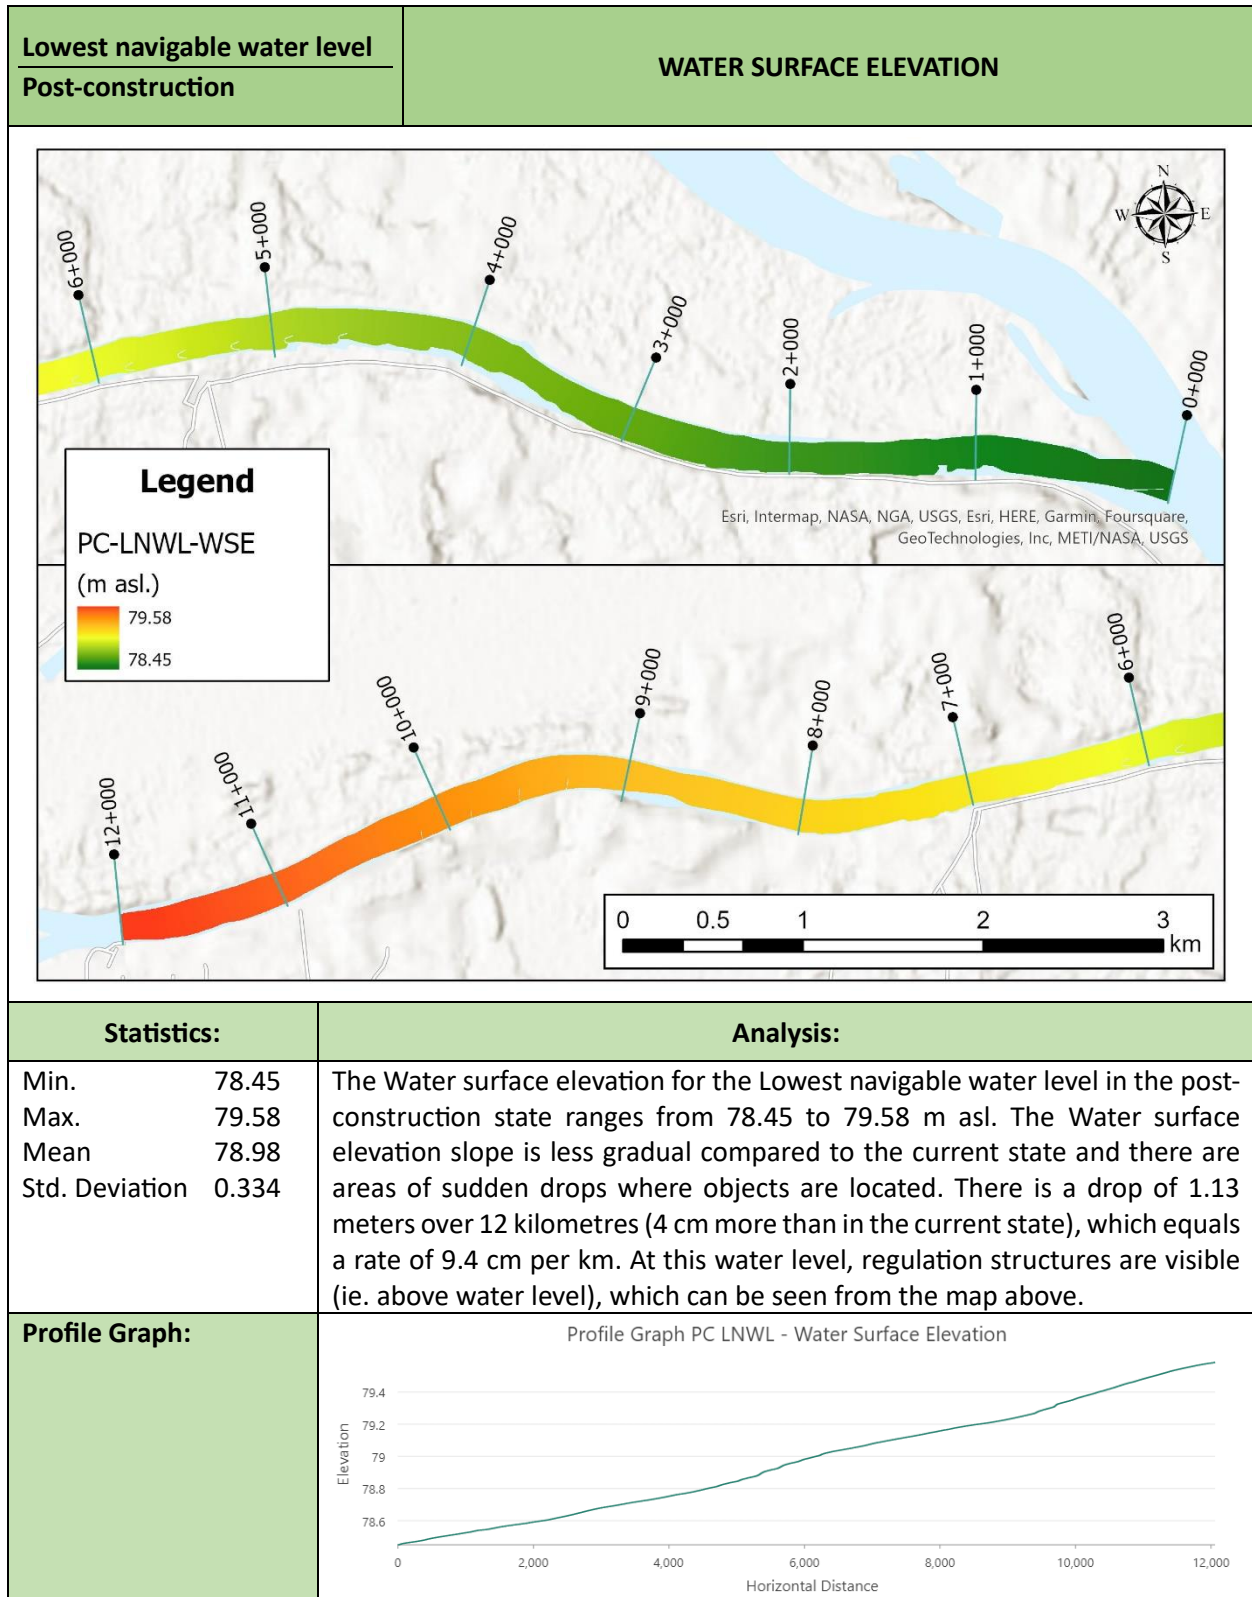 Lowest navigable water level
Post-construction
WATER SURFACE ELEVATION
N
W
E
S
6+000
5+000
4+000
3+000
2+000
1+000
0+000
Esri, Intermap, NASA, NGA, USGS, Esri, HERE, Garmin, Foursquare,
GeoTechnologies, Inc, METI/NASA, USGS
Legend
PC-LNWL-WSE
(m asl.)
79.58
78.45
12+000
11+000
10+000
9+000
8+000
7+000
6+000
0 0.5 1 2 3
km
Statistics:
Analysis:
Min. 78.45
Max. 79.58
Mean 78.98
Std. Deviation 0.334
The Water surface elevation for the Lowest navigable water level in the post-
construction state ranges from 78.45 to 79.58 m asl. The Water surface
elevation slope is less gradual compared to the current state and there are
areas of sudden drops where objects are located. There is a drop of 1.13
meters over 12 kilometres (4 cm more than in the current state), which equals
a rate of 9.4 cm per km. At this water level, regulation structures are visible
(ie. above water level), which can be seen from the map above.
Profile Graph:
Profile Graph PC LNWL - Water Surface Elevation
Elevation
79.4
79.2
79
78.8
78.6
0 2,000 4,000 6,000 8,000 10,000 12,000
Horizontal Distance